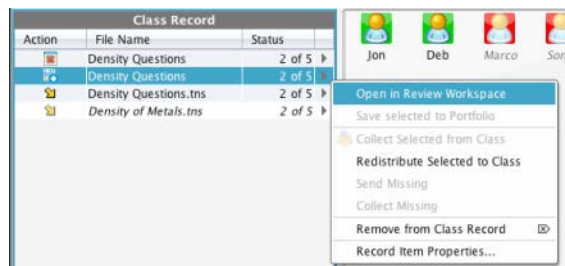 Class Record
Action File Name Status
Density Questions 2 of 5
Density Questions 2 of 5
Density Questions.tns 2 of 5
Density of Metals.tns 2 of 5
Jon Deb Marco
Open in Review Workspace
Save selected to Portfolio
Collect Selected from Class
Redistribute Selected to Class
Send Missing
Collect Missing
Remove from Class Record
Record Item Properties...